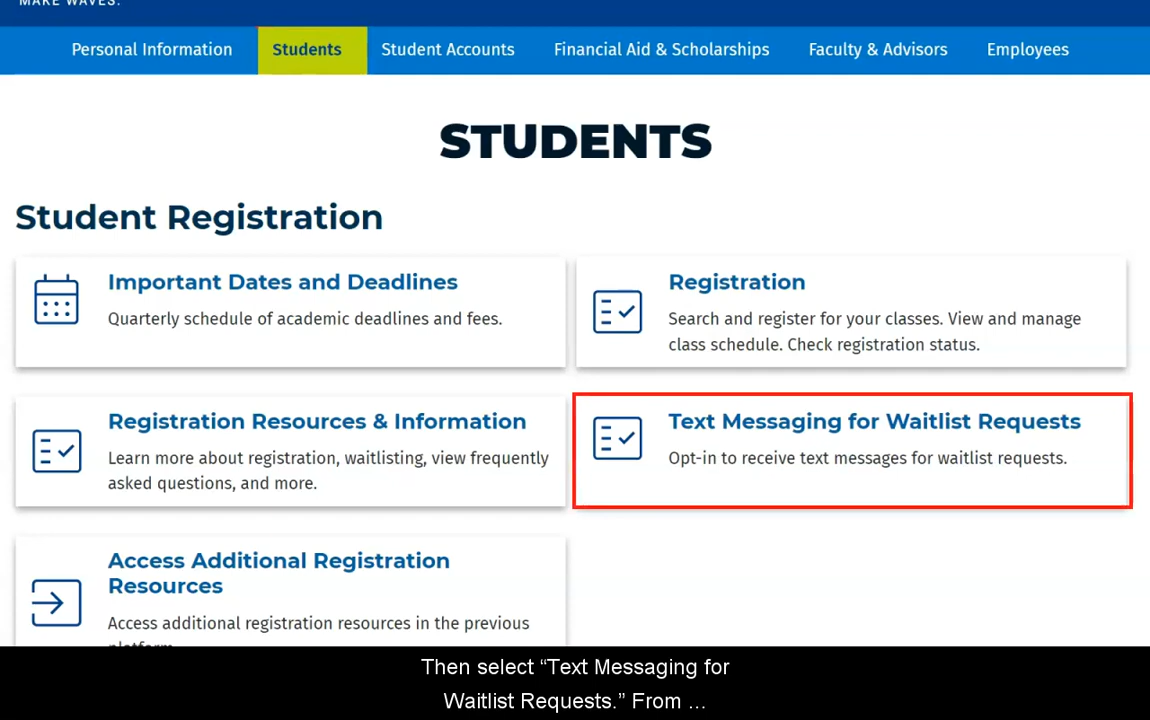 MAKE WAVES.
Personal Information Students Student Accounts Financial Aid & Scholarships Faculty & Advisors Employees
STUDENTS
Student Registration
Important Dates and Deadlines
Quarterly schedule of academic deadlines and fees.
Registration
Search and register for your classes. View and manage
class schedule. Check registration status.
Registration Resources & Information
Learn more about registration, waitlisting, view frequently
asked questions, and more.
Text Messaging for Waitlist Requests
Opt-in to receive text messages for waitlist requests.
Access Additional Registration
Resources
Access additional registration resources in the previous
platform.
Then select “Text Messaging for
Waitlist Requests.” From ...